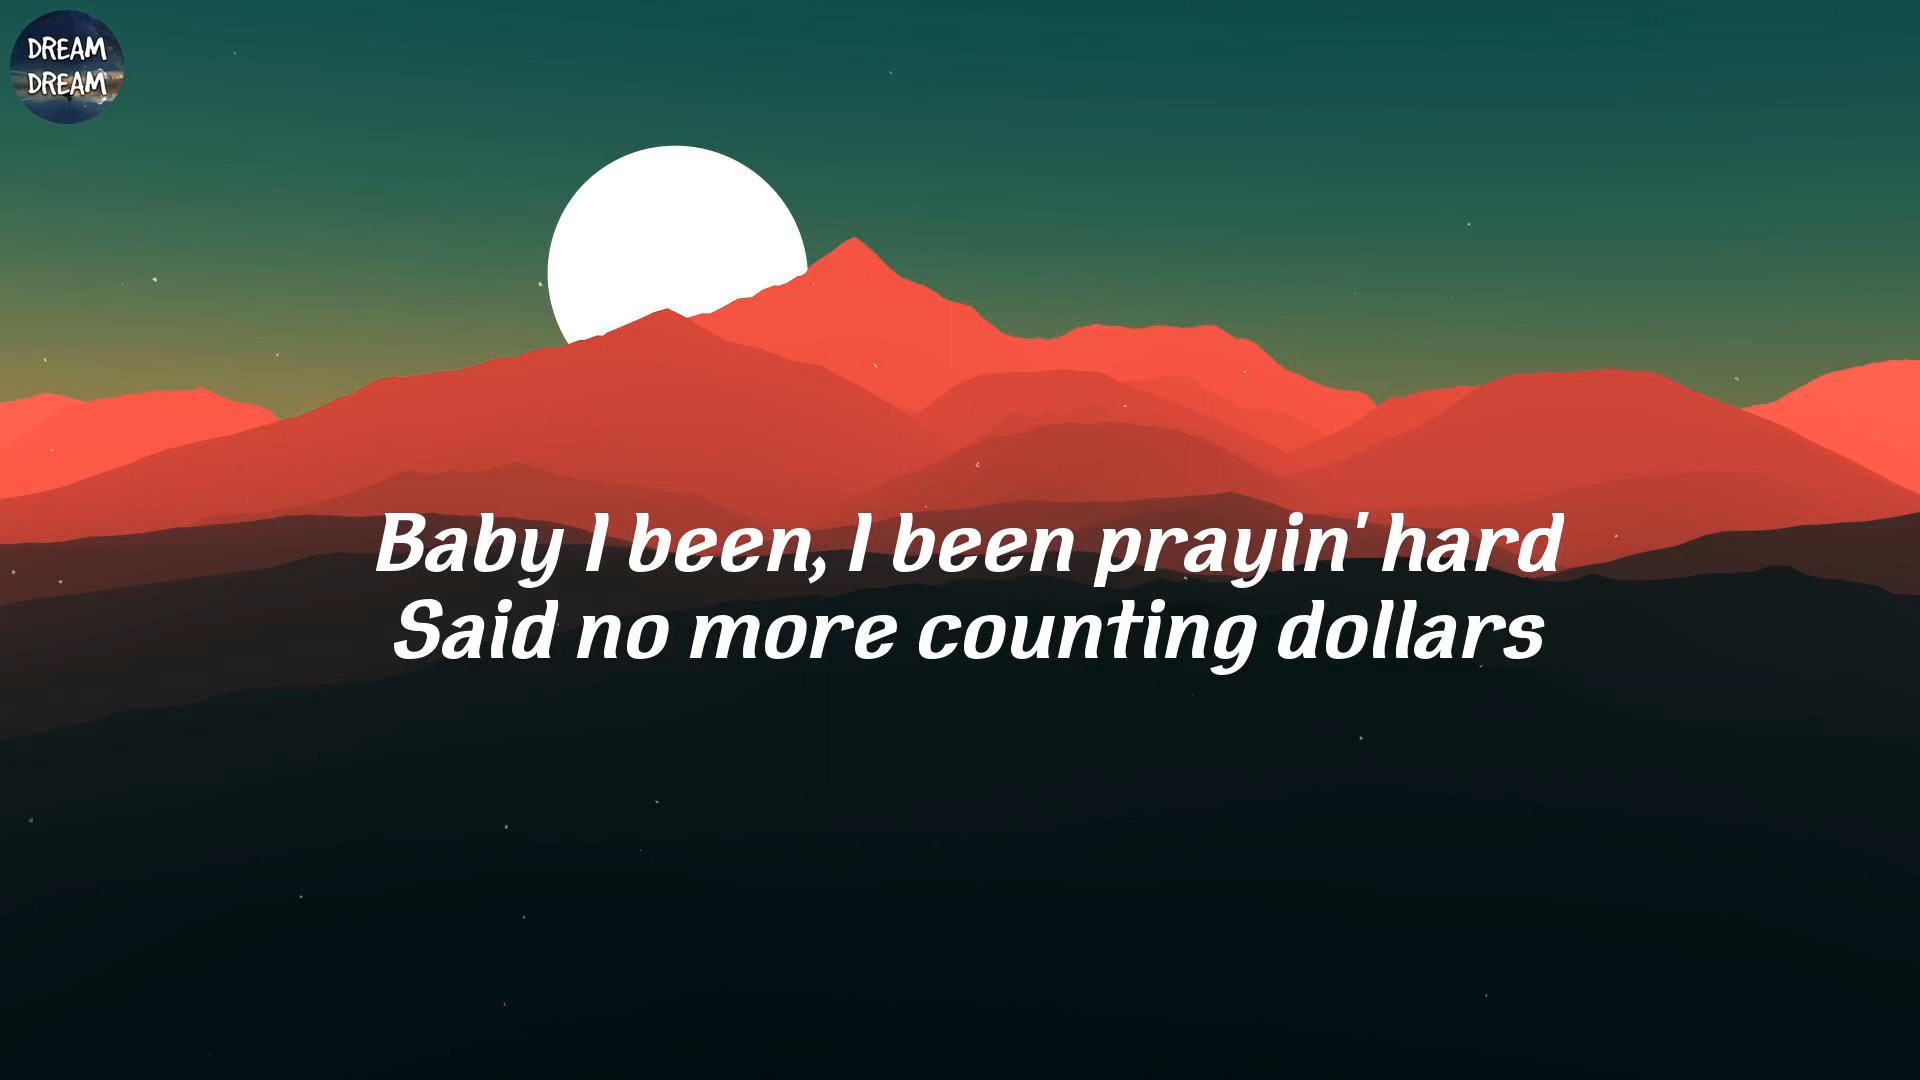 DREAM
DREAM
Baby I been, I been prayin' hard
Said no more counting dollars